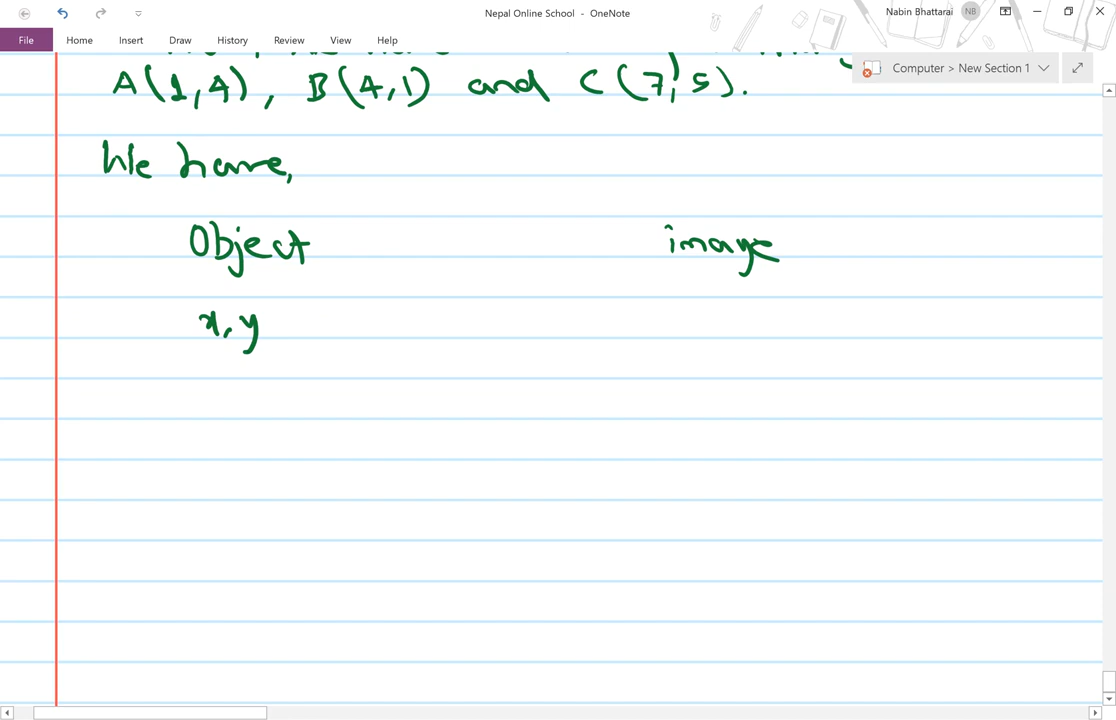 Nepal Online School - OneNote
Nabin Bhattarai NB
File Home Insert Draw History Review View Help
Computer > New Section 1
A(1,4), B(4,1) and C(7,5).
We have,
Object image
x, y